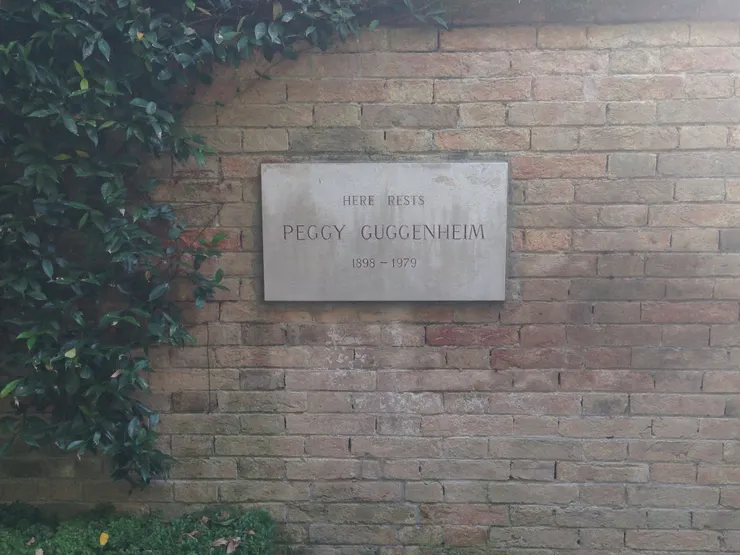 HERE RESTS
PEGGY GUGGENHEIM
1898 – 1979